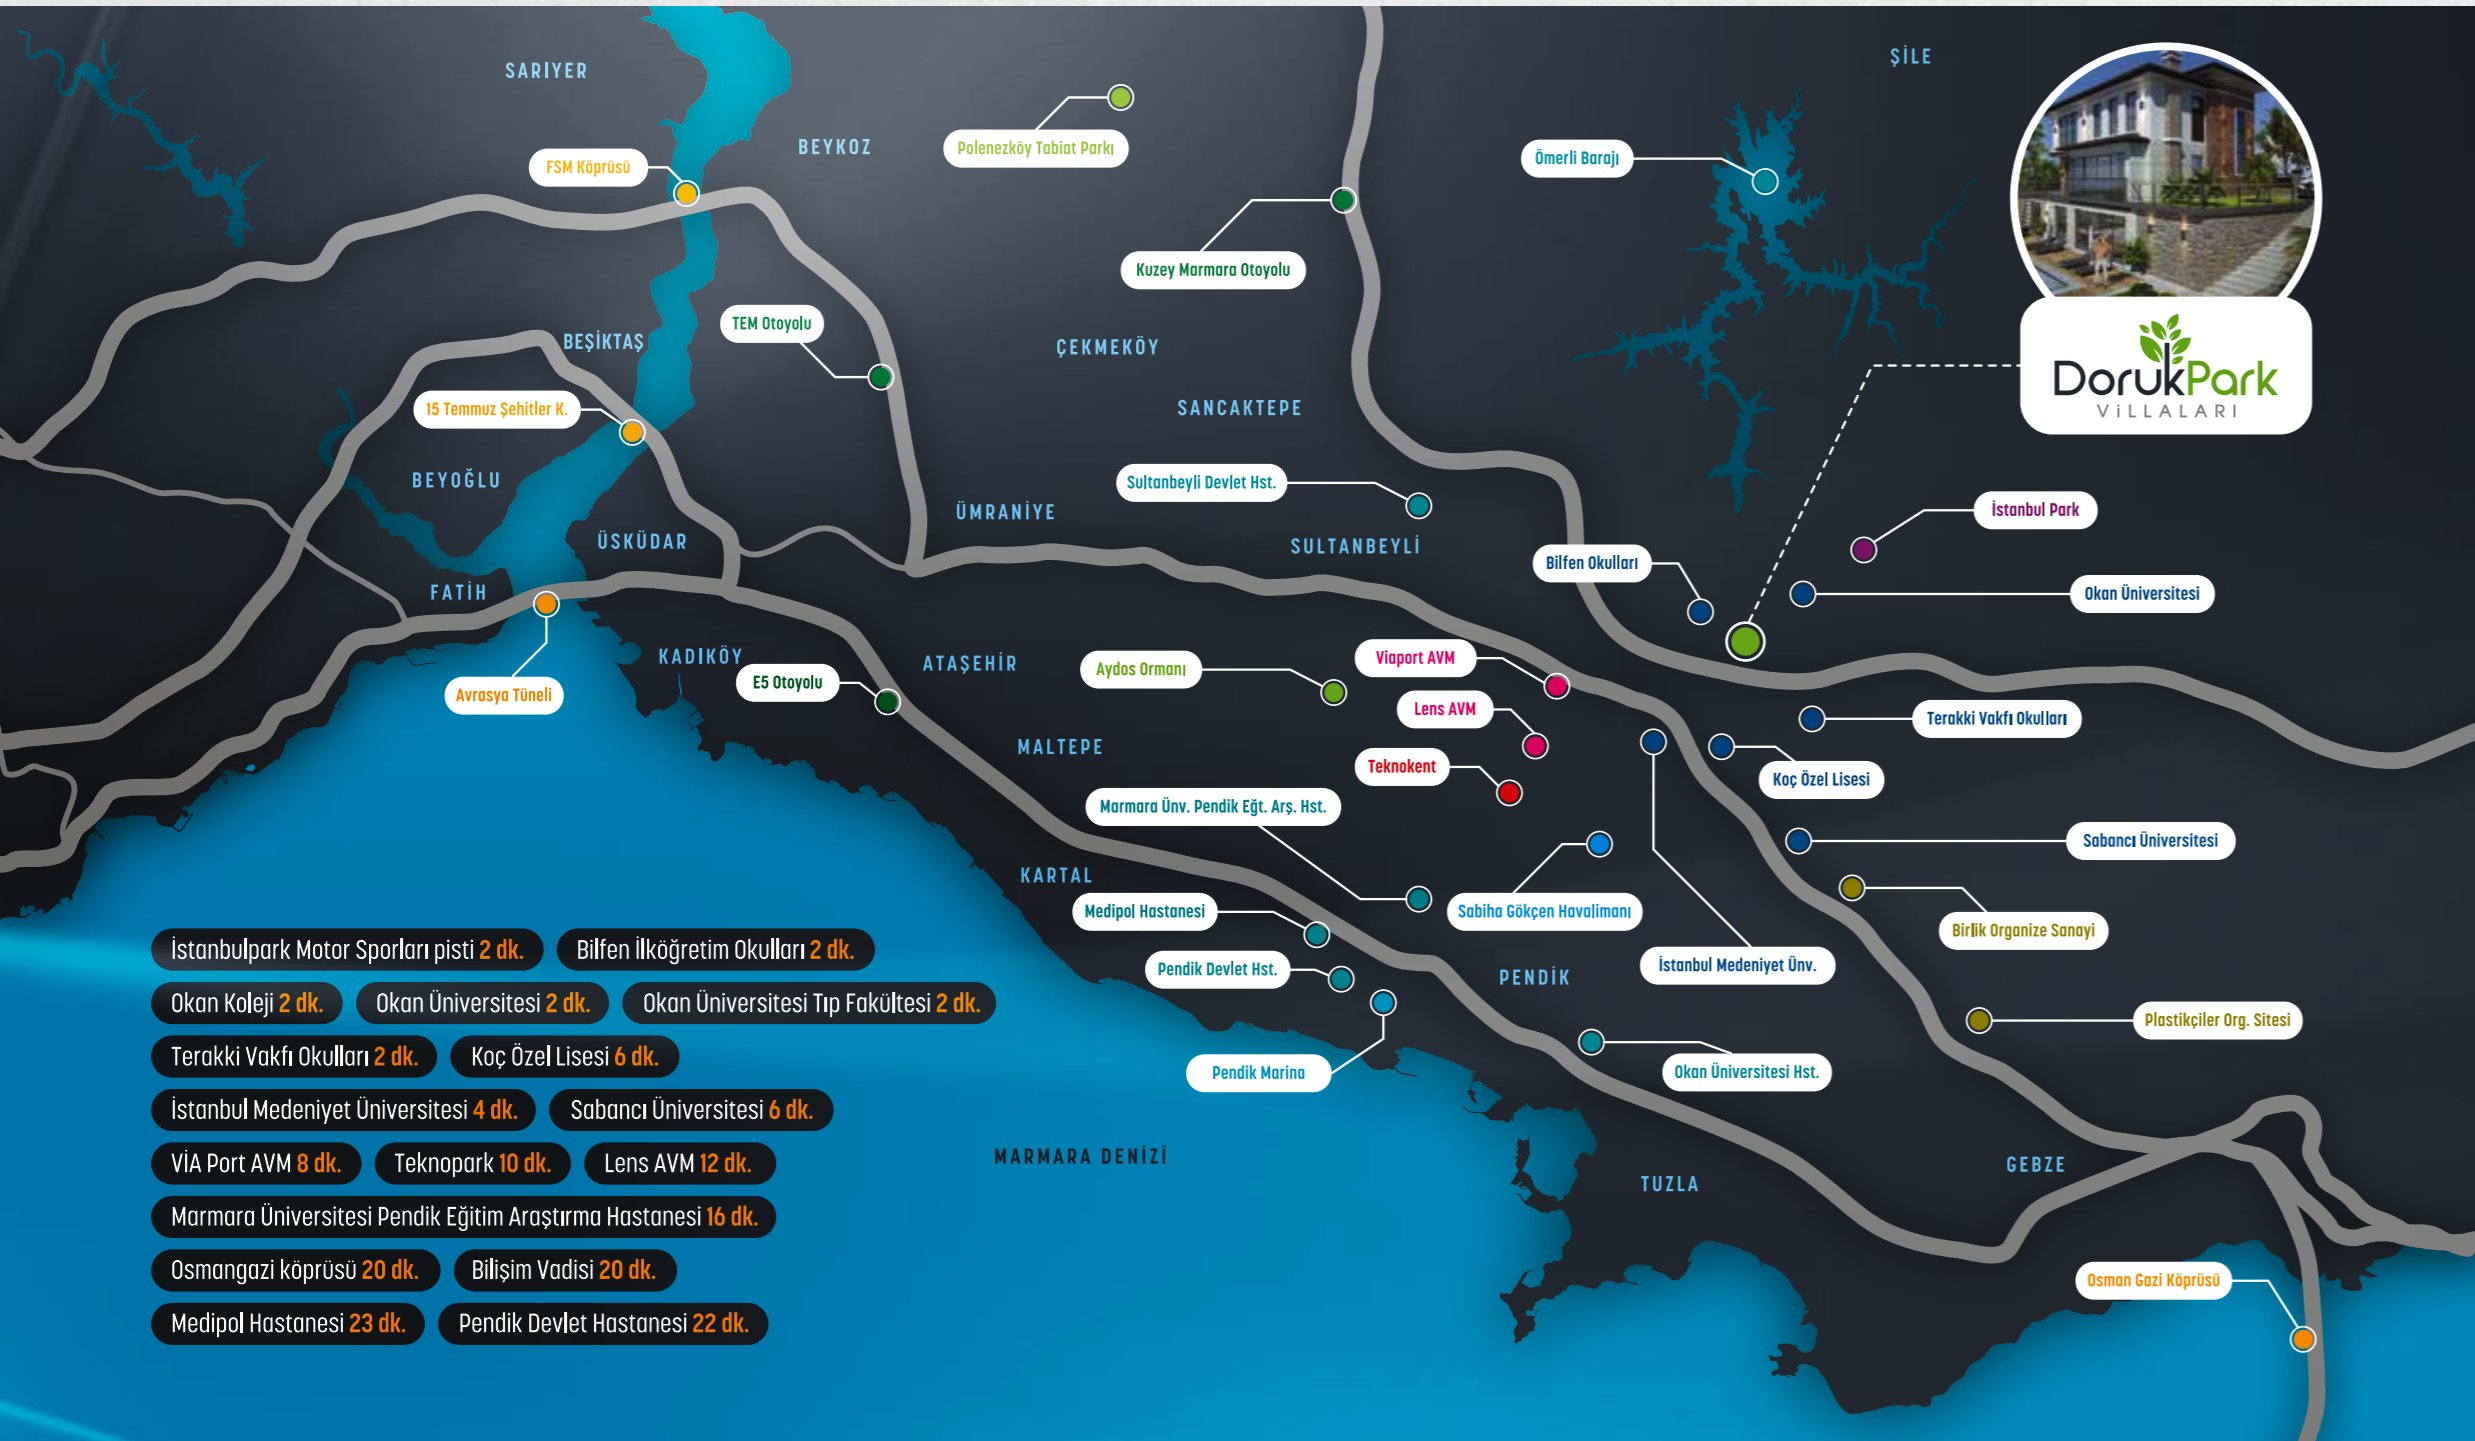 SARIYER
ŞİLE
BEYKOZ
Polenezköy Tabiat Parkı
FSM Köprüsü
Ömerli Barajı
Kuzey Marmara Otoyolu
TEM Otoyolu
BEŞİKTAŞ
ÇEKMEKÖY
DorukPark
VİLLALARI
15 Temmuz Şehitler K.
SANCAKTEPE
BEYOĞLU
Sultanbeyli Devlet Hst.
ÜMRANİYE
İstanbul Park
ÜSKÜDAR
SULTANBEYLİ
Bilfen Okulları
FATİH
Okan Üniversitesi
KADIKÖY
ATAŞEHİR
Aydos Ormanı
Viaport AVM
E5 Otoyolu
Avrasya Tüneli
Lens AVM
Terakki Vakfı Okulları
MALTEPE
Teknokent
Koç Özel Lisesi
Marmara Ünv. Pendik Eğt. Arş. Hst.
Sabancı Üniversitesi
KARTAL
Medipol Hastanesi
Sabiha Gökçen Havalimanı
Birlik Organize Sanayi
Pendik Devlet Hst.
PENDİK
İstanbul Medeniyet Ünv.
Plastikçiler Org. Sitesi
Pendik Marina
Okan Üniversitesi Hst.
MARMARA DENİZİ
TUZLA
GEBZE
Osman Gazi Köprüsü
İstanbulpark Motor Sporları pisti 2 dk. Bilfen İlköğretim Okulları 2 dk.
Okan Koleji 2 dk. Okan Üniversitesi 2 dk. Okan Üniversitesi Tıp Fakültesi 2 dk.
Terakki Vakfı Okulları 2 dk. Koç Özel Lisesi 6 dk.
İstanbul Medeniyet Üniversitesi 4 dk. Sabancı Üniversitesi 6 dk.
VİA Port AVM 8 dk. Teknopark 10 dk. Lens AVM 12 dk.
Marmara Üniversitesi Pendik Eğitim Araştırma Hastanesi 16 dk.
Osmangazi köprüsü 20 dk. Bilişim Vadisi 20 dk.
Medipol Hastanesi 23 dk. Pendik Devlet Hastanesi 22 dk.